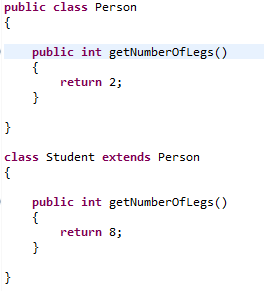 public class Person
{
public int getNumberOfLegs()
{
return 2;
}
}
class Student extends Person
{
public int getNumberOfLegs()
{
return 8;
}
}